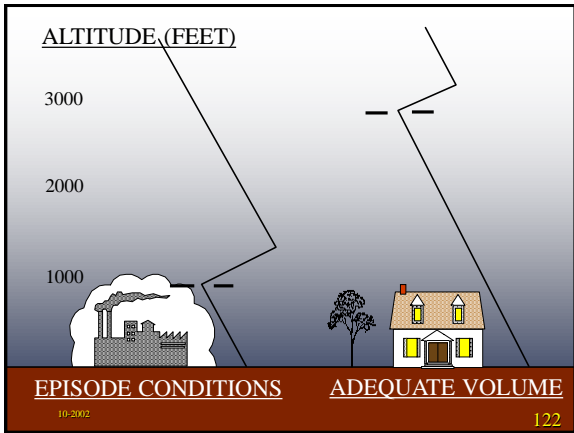 ALTITUDE (FEET)
3000
2000
1000
EPISODE CONDITIONS
ADEQUATE VOLUME
10-2002
122